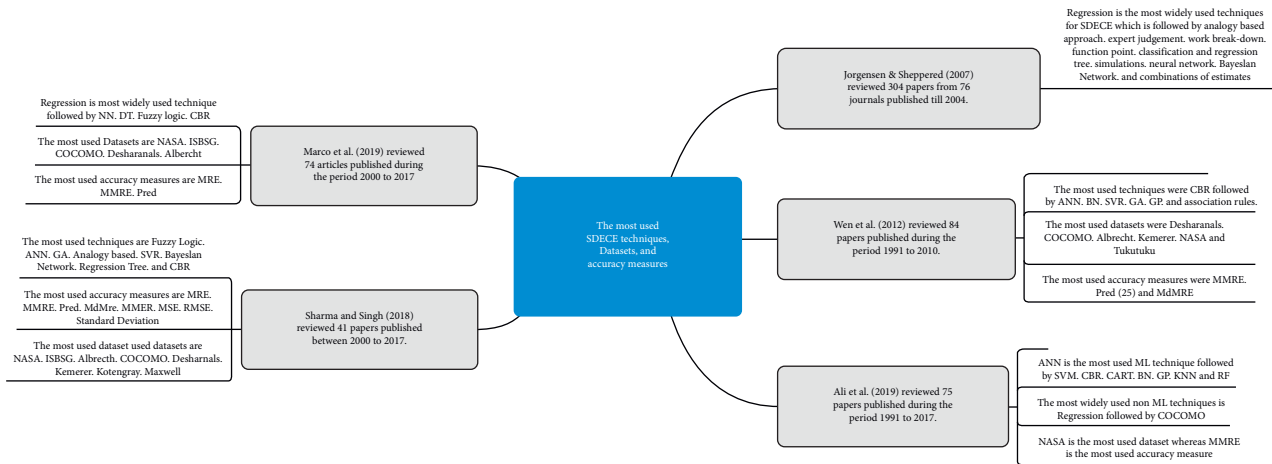 The most used
SDECE techniques,
Datasets, and
accuracy measures
Marco et al. (2019) reviewed
74 articles published during
the period 2000 to 2017
Regression is most widely used technique
followed by NN. DT. Fuzzy logic. CBR
The most used Datasets are NASA. ISBSG.
COCOMO. Desharanals. Albercht
The most used accuracy measures are MRE.
MMRE. Pred
Sharma and Singh (2018)
reviewed 41 papers published
between 2000 to 2017.
The most used techniques are Fuzzy Logic.
ANN. GA. Analogy based. SVR. Bayeslan
Network. Regression Tree. and CBR
The most used accuracy measures are MRE.
MMRE. Pred. MdMre. MMER. MSE. RMSE.
Standard Deviation
The most used dataset used datasets are
NASA. ISBSG. Albrecth. COCOMO. Desharnals.
Kemerer. Kotengray. Maxwell
Jorgensen & Sheppered (2007)
reviewed 304 papers from 76
journals published till 2004.
Regression is the most widely used techniques
for SDECE which is followed by analogy based
approach. expert judgement. work break-down.
function point. classification and regression
tree. simulations. neural network. Bayeslan
Network. and combinations of estimates
Wen et al. (2012) reviewed 84
papers published during the
period 1991 to 2010.
The most used techniques were CBR followed
by ANN. BN. SVR. GA. GP. and association rules.
The most used datasets were Desharanals.
COCOMO. Albrecht. Kemerer. NASA and
Tukutuku
The most used accuracy measures were MMRE.
Pred (25) and MdMRE
Ali et al. (2019) reviewed 75
papers published during the
period 1991 to 2017.
ANN is the most used ML technique followed
by SVM. CBR. CART. BN. GP. KNN and RF
The most widely used non ML techniques is
Regression followed by COCOMO
NASA is the most used dataset whereas MMRE
is the most used accuracy measure